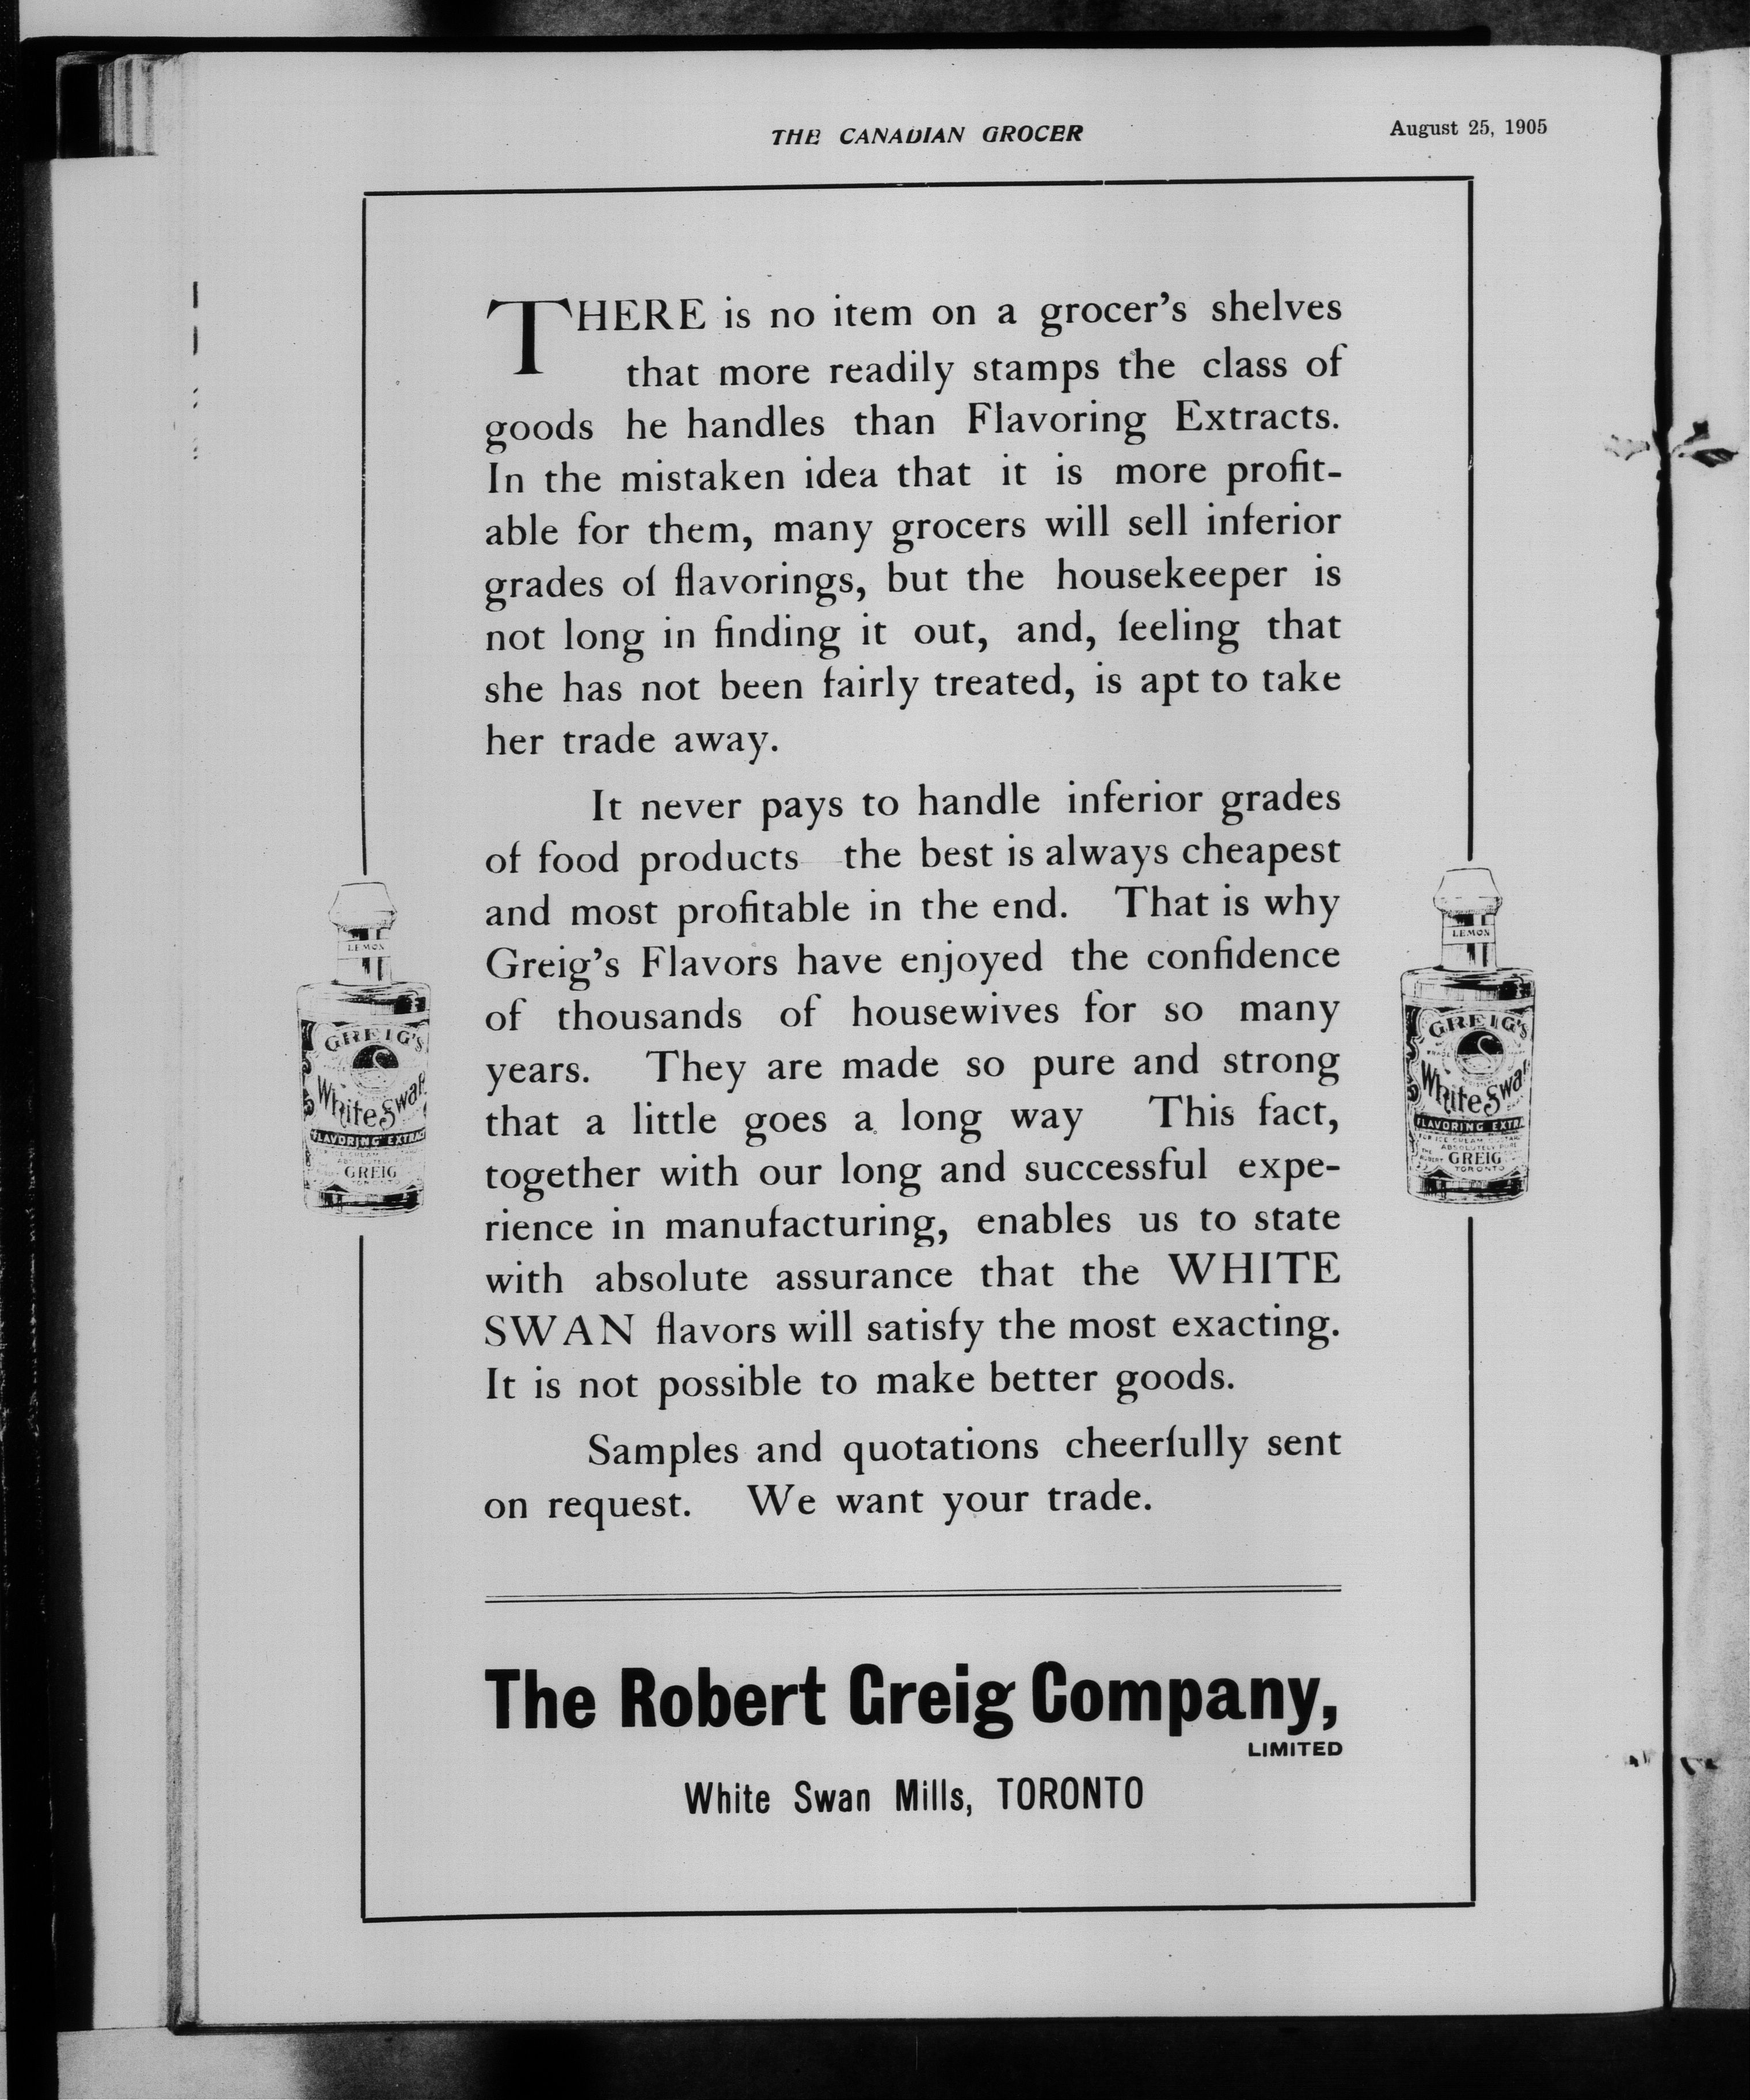 THE CANADIAN GROCER
August 25, 1905
THERE is no item on a grocer's shelves
that more readily stamps the class of
goods he handles than Flavoring Extracts.
In the mistaken idea that it is more profit-
able for them, many grocers will sell inferior
grades of flavorings, but the housekeeper is
not long in finding it out, and, feeling that
she has not been fairly treated, is apt to take
her trade away.
It never pays to handle inferior grades
of food products—the best is always cheapest
and most profitable in the end. That is why
Greig's Flavors have enjoyed the confidence
of thousands of housewives for so many
years. They are made so pure and strong
that a little goes a long way This fact,
together with our long and successful expe-
rience in manufacturing, enables us to state
with absolute assurance that the WHITE
SWAN flavors will satisfy the most exacting.
It is not possible to make better goods.
Samples and quotations cheerfully sent
on request. We want your trade.
LEMON
GREIG'S
White Swan
FLAVORING EXTRACT
GREIG
TORONTO
LEMON
GREIG'S
White Swan
FLAVORING EXTRA
ABSOLUTELY PURE
THE ROBERT GREIG
TORONTO
The Robert Greig Company,
LIMITED
White Swan Mills, TORONTO